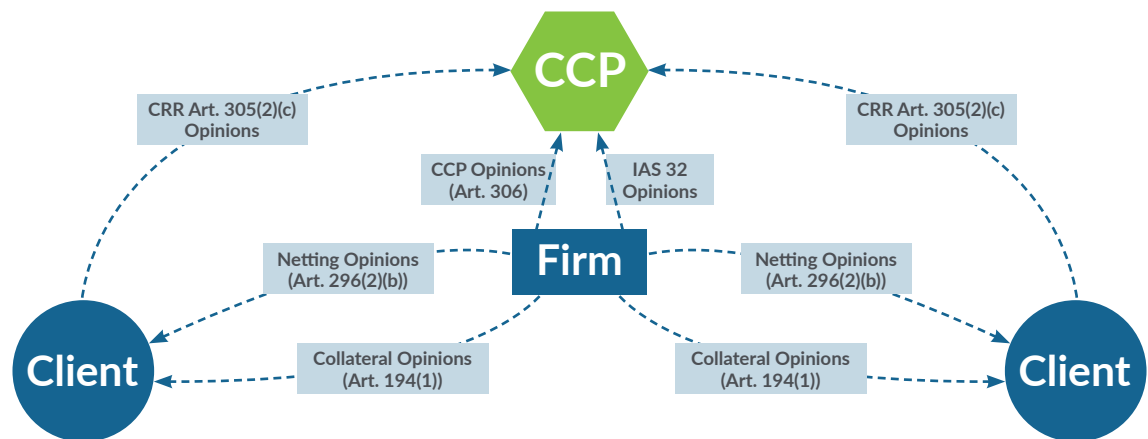 CCP
CRR Art. 305(2)(c)
Opinions
CRR Art. 305(2)(c)
Opinions
CCP Opinions
(Art. 306)
IAS 32
Opinions
Firm
Netting Opinions
(Art. 296(2)(b))
Netting Opinions
(Art. 296(2)(b))
Client
Collateral Opinions
(Art. 194(1))
Collateral Opinions
(Art. 194(1))
Client